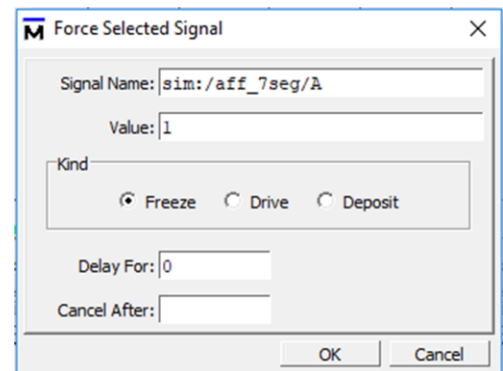 M Force Selected Signal
Signal Name: sim:/aff_7seg/A
Value: 1
Kind
Freeze Drive Deposit
Delay For: 0
Cancel After:
OK Cancel